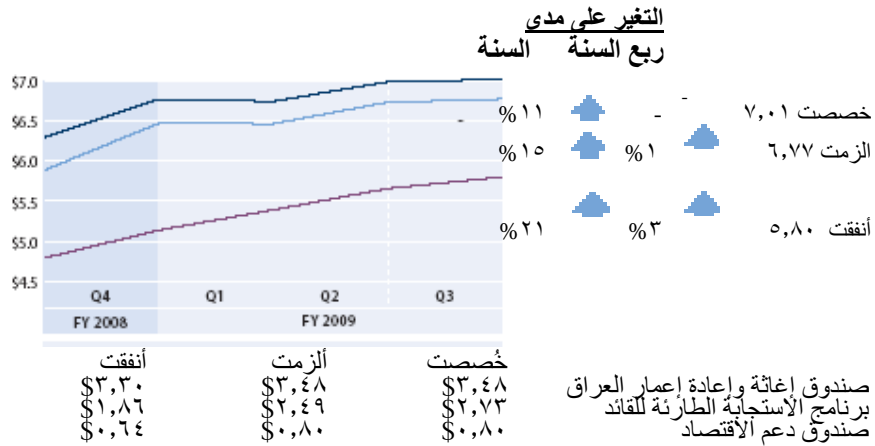 التغير على مدى
ربع السنة السنة
$7.0
$6.5
$6.0
$5.5
$5.0
$4.5
خصصت ٧,٠١ - - %١١
الزمت ٦,٧٧ %١ %١٥
أنفقت ٥,٨٠ %٣ %٢١
Q4 Q1 Q2 Q3
FY 2008 FY 2009
خُصصت ألزمت أنفقت
صندوق إغاثة وإعادة إعمار العراق $٣,٤٨ $٣,٤٨ $٣,٣٠
برنامج الاستجابة الطارئة للقائد $٢,٧٣ $٢,٤٩ $١,٨٦
صندوق دعم الاقتصاد $٠,٨٠ $٠,٨٠ $٠,٦٤